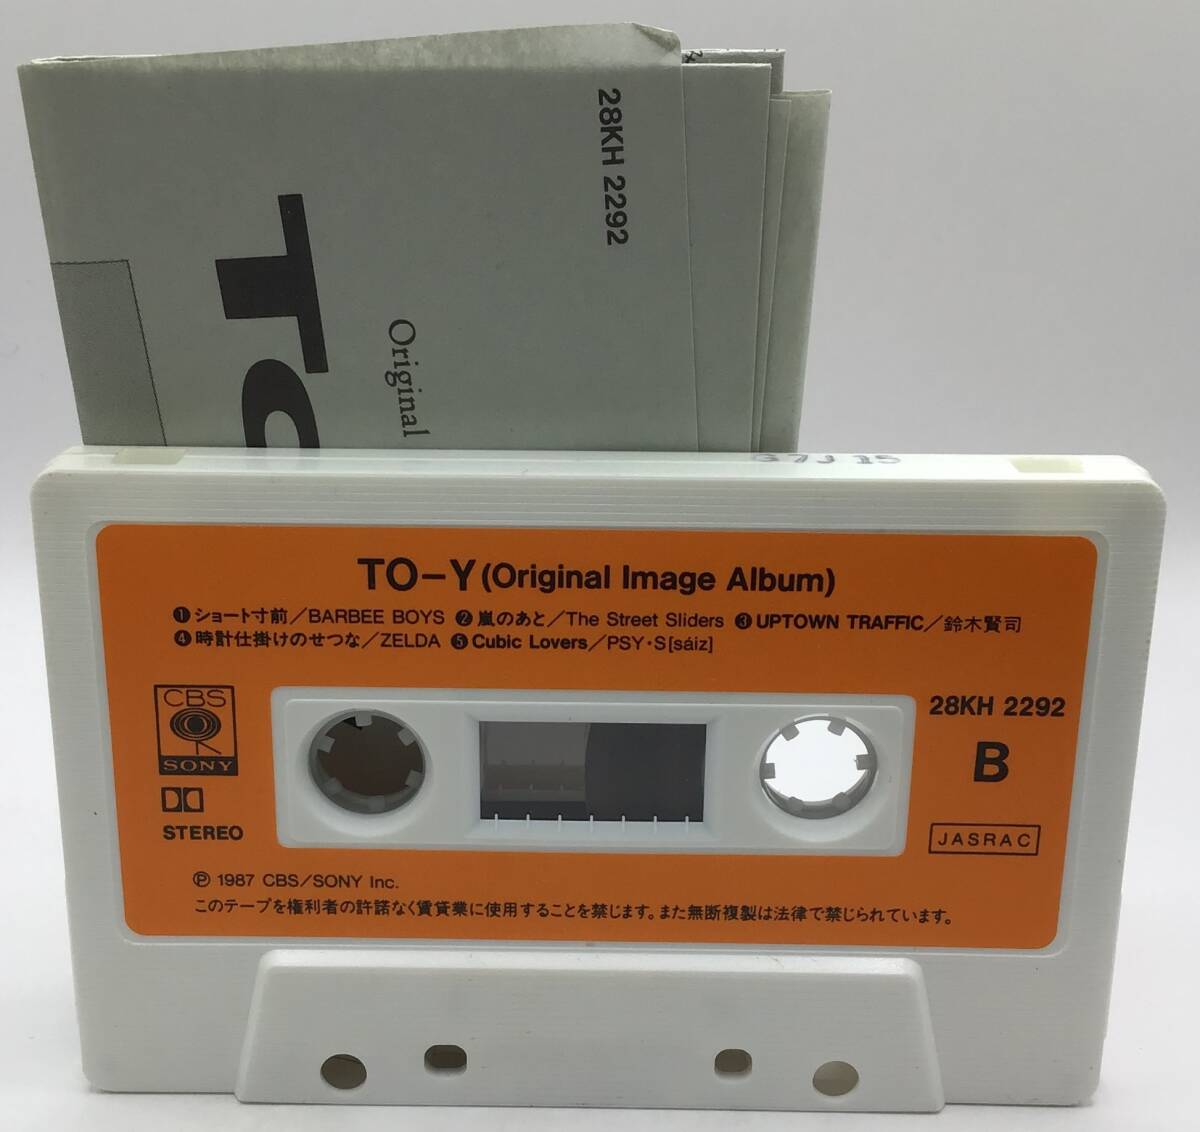 28KH 2292
Original
G7J 15
TO-Y (Original Image Album)
❶ショート寸前/BARBEE BOYS ❷嵐のあと/The Street Sliders ❸UPTOWN TRAFFIC/鈴木賢司
❹時計仕掛けのせつな/ZELDA ❺Cubic Lovers/PSY・S[sáiz]
CBS
SONY
STEREO
28KH 2292
B
JASRAC
Ⓟ 1987 CBS/SONY Inc.
このテープを権利者の許諾なく賃貸業に使用することを禁じます。また無断複製は法律で禁じられています。